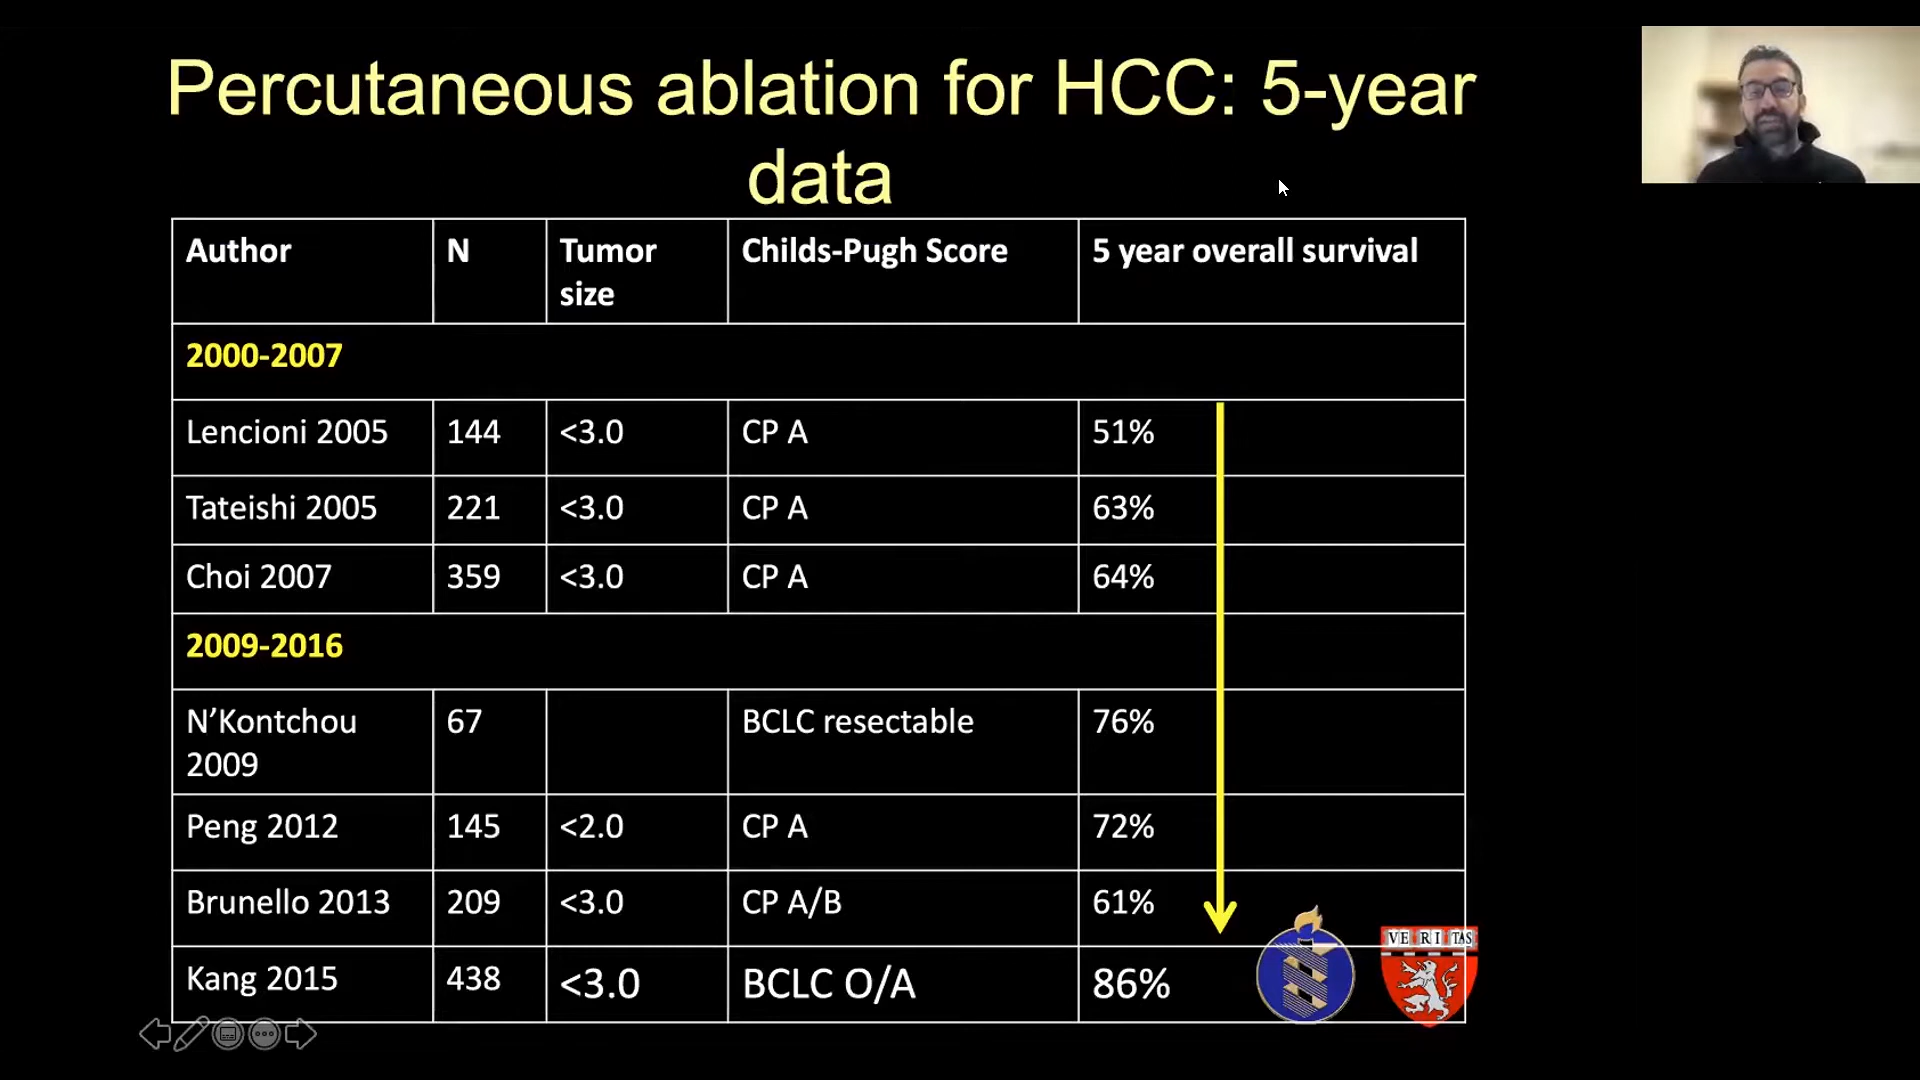 Percutaneous ablation for HCC: 5-year
data
Author N Tumor size Childs-Pugh Score 5 year overall survival
2000-2007
Lencioni 2005 144 <3.0 CP A 51%
Tateishi 2005 221 <3.0 CP A 63%
Choi 2007 359 <3.0 CP A 64%
2009-2016
N’Kontchou 2009 67 BCLC resectable 76%
Peng 2012 145 <2.0 CP A 72%
Brunello 2013 209 <3.0 CP A/B 61%
Kang 2015 438 <3.0 BCLC O/A 86%
VE RI TAS